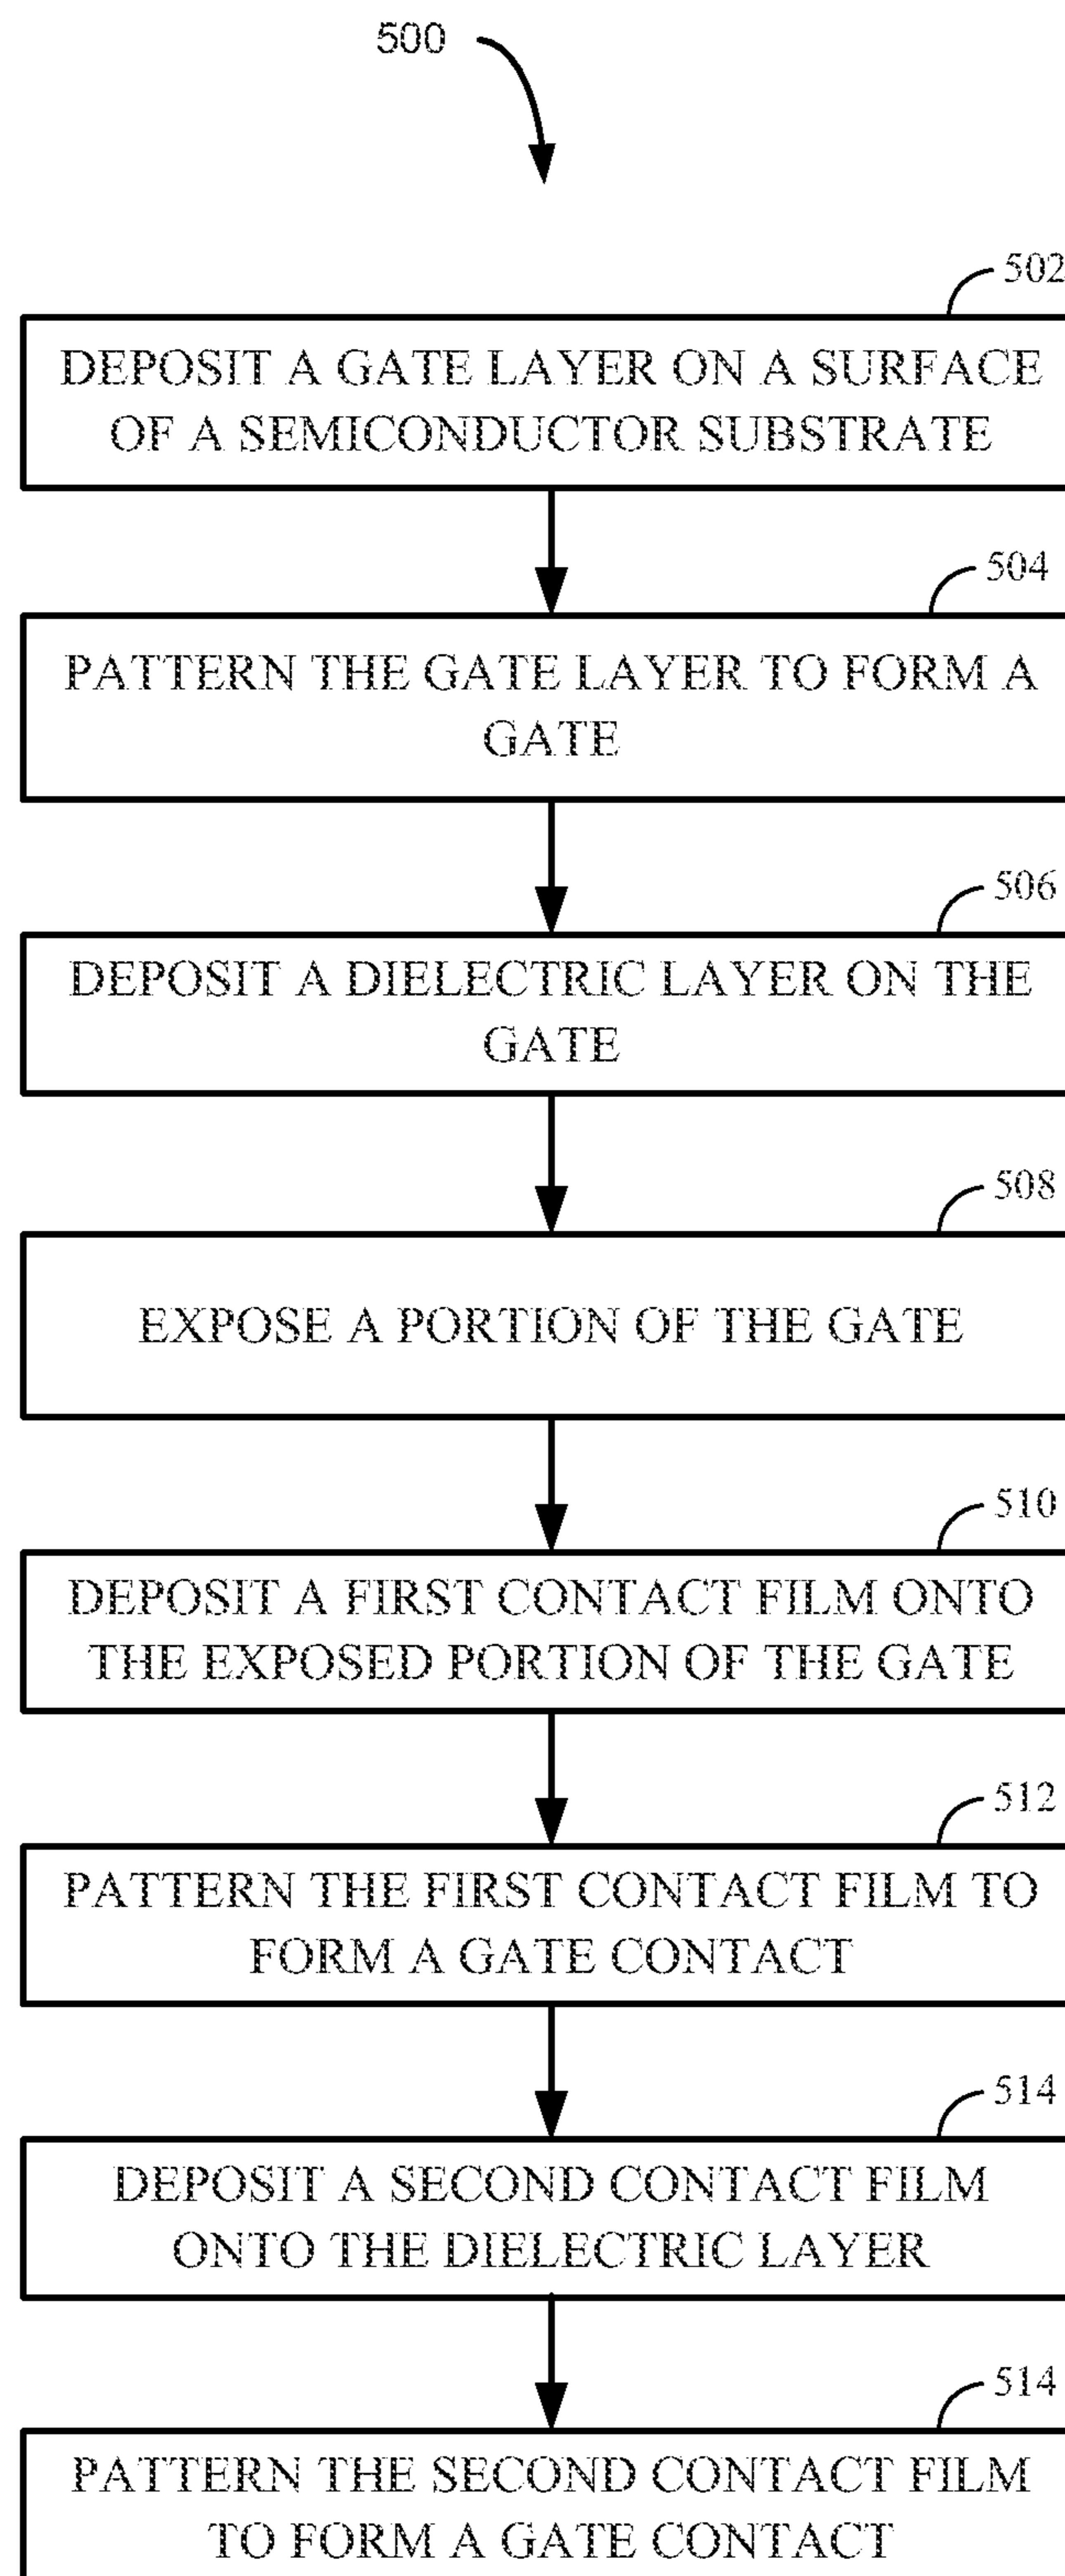 500
502
DEPOSIT A GATE LAYER ON A SURFACE
OF A SEMICONDUCTOR SUBSTRATE
504
PATTERN THE GATE LAYER TO FORM A
GATE
506
DEPOSIT A DIELECTRIC LAYER ON THE
GATE
508
EXPOSE A PORTION OF THE GATE
510
DEPOSIT A FIRST CONTACT FILM ONTO
THE EXPOSED PORTION OF THE GATE
512
PATTERN THE FIRST CONTACT FILM TO
FORM A GATE CONTACT
514
DEPOSIT A SECOND CONTACT FILM
ONTO THE DIELECTRIC LAYER
514
PATTERN THE SECOND CONTACT FILM
TO FORM A GATE CONTACT